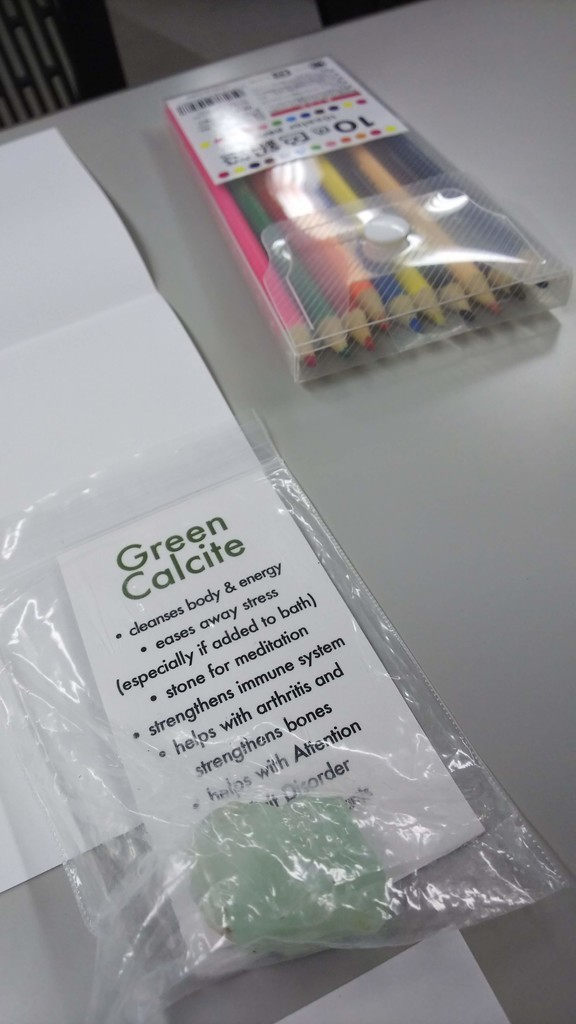 10
Green
Calcite
• cleanses body & energy
• eases away stress
(especially if added to bath)
• stone for meditation
• strengthens immune system
• helps with arthritis and
strengthens bones
• helps with Attention
Disorder